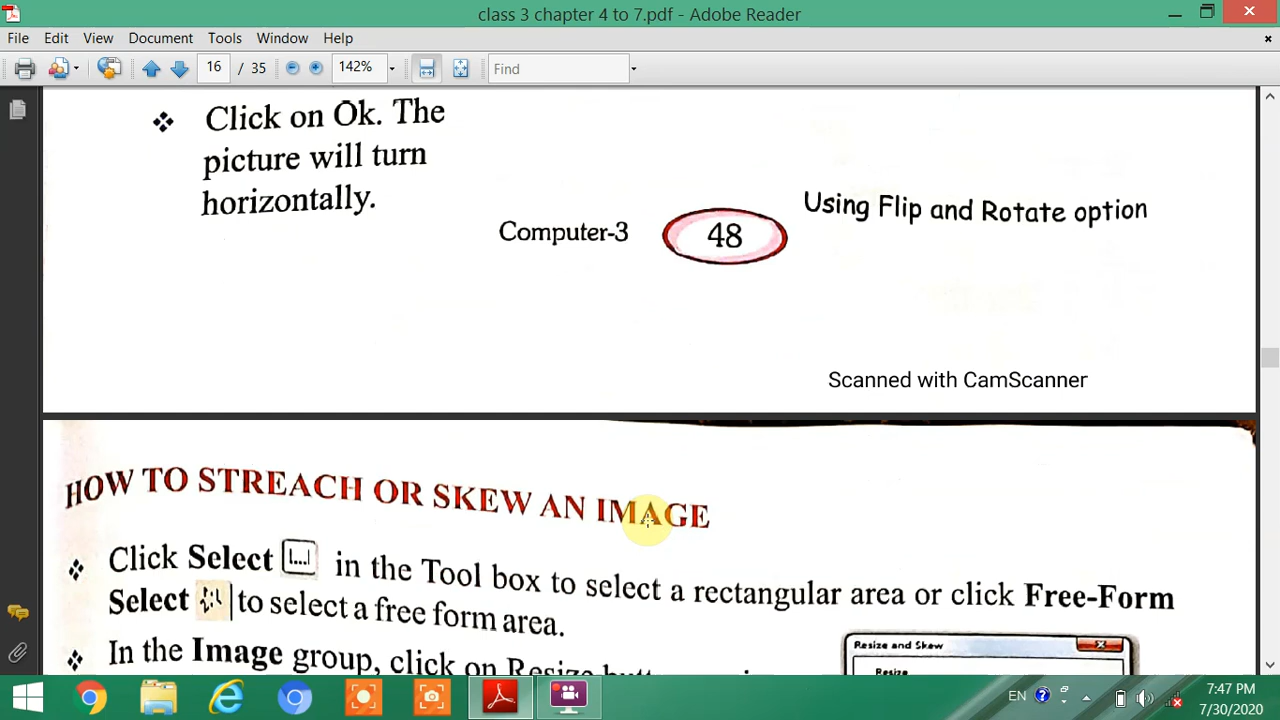 class 3 chapter 4 to 7.pdf - Adobe Reader
File Edit View Document Tools Window Help
16 / 35 142% Find
❖ Click on Ok. The
picture will turn
horizontally.
Using Flip and Rotate option
Computer-3 48
Scanned with CamScanner
HOW TO STREACH OR SKEW AN IMAGE
❖ Click Select in the Tool box to select a rectangular area or click Free-Form
Select to select a free form area.
❖ In the Image group, click on Resize
Resize and Skew
Resize
EN 7:47 PM
7/30/2020